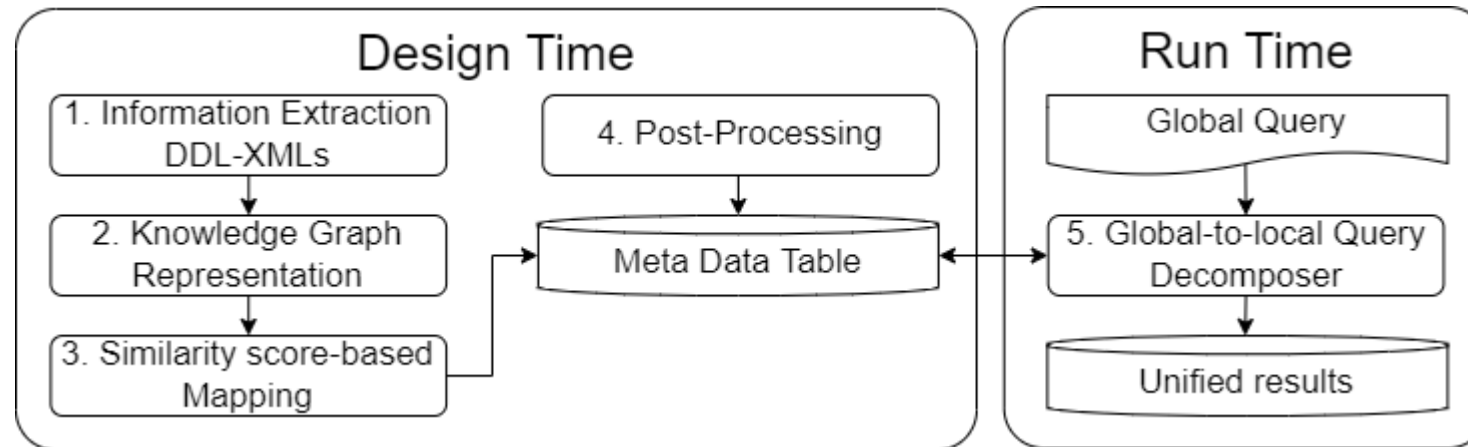 Design Time
1. Information Extraction
DDL-XMLs
2. Knowledge Graph
Representation
3. Similarity score-based
Mapping
4. Post-Processing
Meta Data Table
Run Time
Global Query
5. Global-to-local Query
Decomposer
Unified results